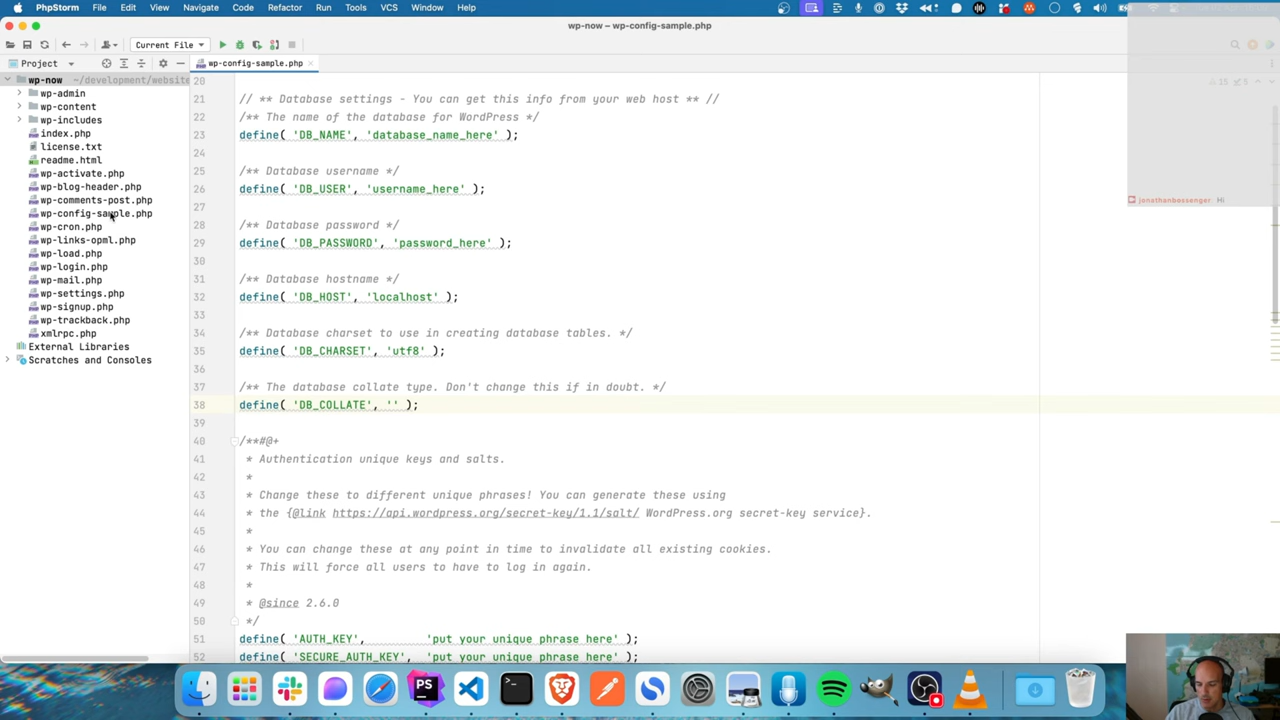 PhpStorm File Edit View Navigate Code Refactor Run Tools VCS Window Help
wp-now – wp-config-sample.php
Current File
Project
wp-config-sample.php
wp-now ~/development/website
wp-admin
wp-content
wp-includes
index.php
license.txt
readme.html
wp-activate.php
wp-blog-header.php
wp-comments-post.php
wp-config-sample.php
wp-cron.php
wp-links-opml.php
wp-load.php
wp-login.php
wp-mail.php
wp-settings.php
wp-signup.php
wp-trackback.php
xmlrpc.php
External Libraries
Scratches and Consoles
20
21 // ** Database settings - You can get this info from your web host ** //
22 /** The name of the database for WordPress */
23 define( 'DB_NAME', 'database_name_here' );
24
25 /** Database username */
26 define( 'DB_USER', 'username_here' );
27
28 /** Database password */
29 define( 'DB_PASSWORD', 'password_here' );
30
31 /** Database hostname */
32 define( 'DB_HOST', 'localhost' );
33
34 /** Database charset to use in creating database tables. */
35 define( 'DB_CHARSET', 'utf8' );
36
37 /** The database collate type. Don't change this if in doubt. */
38 define( 'DB_COLLATE', '' );
39
40 /**#@+
41 * Authentication unique keys and salts.
42 *
43 * Change these to different unique phrases! You can generate these using
44 * the {@link https://api.wordpress.org/secret-key/1.1/salt/ WordPress.org secret-key service}.
45 *
46 * You can change these at any point in time to invalidate all existing cookies.
47 * This will force all users to have to log in again.
48 *
49 * @since 2.6.0
50 */
51 define( 'AUTH_KEY', 'put your unique phrase here' );
52 define( 'SECURE_AUTH_KEY', 'put your unique phrase here' );
15 5
jonathanbossenger Hi
PS